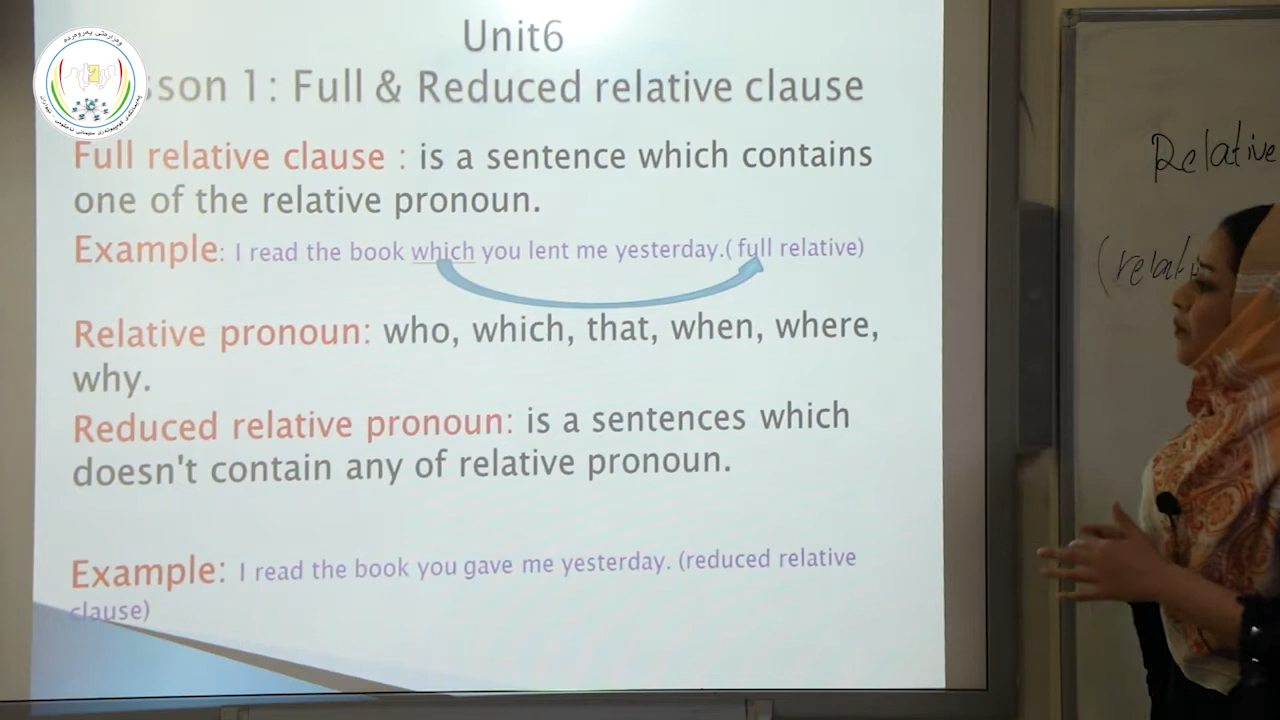 Unit6
son 1: Full & Reduced relative clause
Full relative clause : is a sentence which contains
one of the relative pronoun.
Example: I read the book which you lent me yesterday.( full relative)
Relative pronoun: who, which, that, when, where,
why.
Reduced relative pronoun: is a sentences which
doesn't contain any of relative pronoun.
Example: I read the book you gave me yesterday. (reduced relative
clause)
Relative